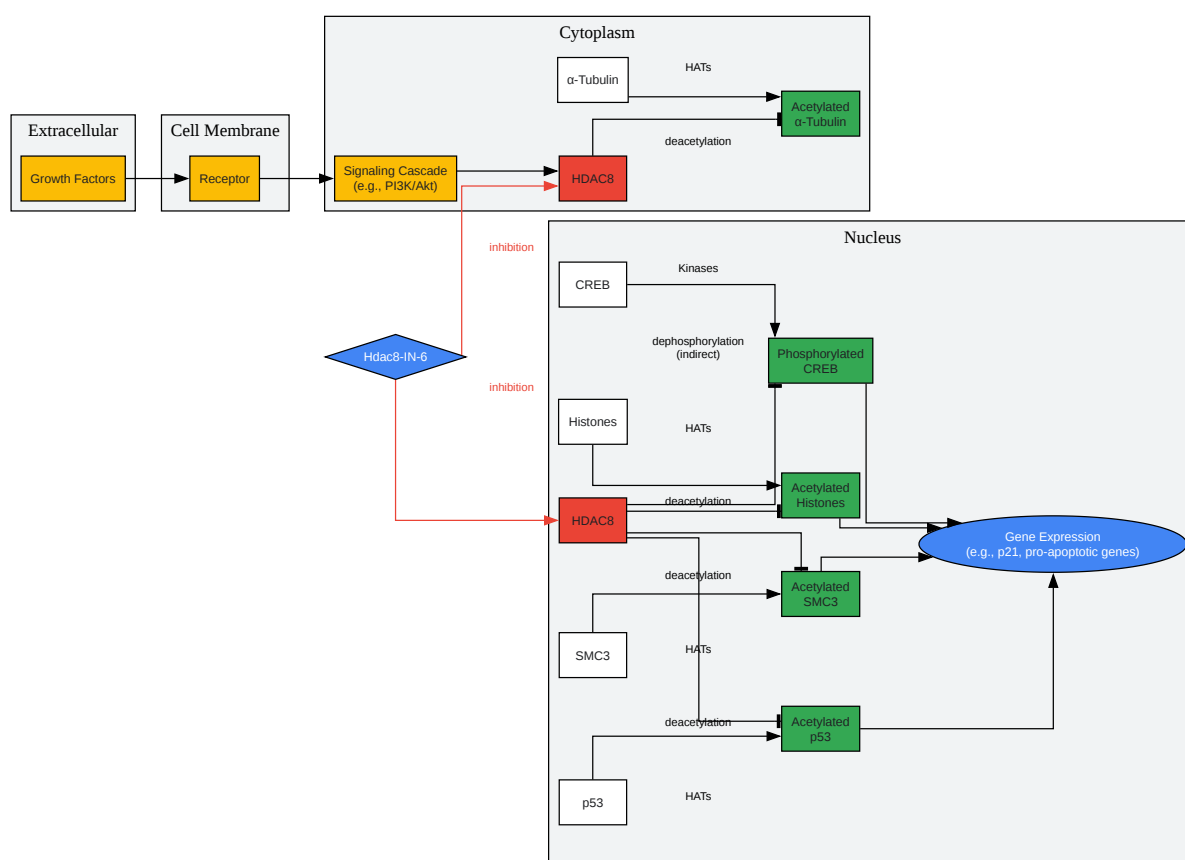 Cytoplasm
α-Tubulin
HATs
Acetylated
α-Tubulin
deacetylation
Extracellular
Growth Factors
Cell Membrane
Receptor
Signaling Cascade
(e.g., PI3K/Akt)
HDAC8
inhibition
Nucleus
CREB
Kinases
dephosphorylation
(indirect)
Phosphorylated
CREB
Hdac8-IN-6
inhibition
Histones
HATs
Acetylated
Histones
deacetylation
HDAC8
Gene Expression
(e.g., p21, pro-apoptotic genes)
deacetylation
Acetylated
SMC3
SMC3
HATs
deacetylation
Acetylated
p53
p53
HATs